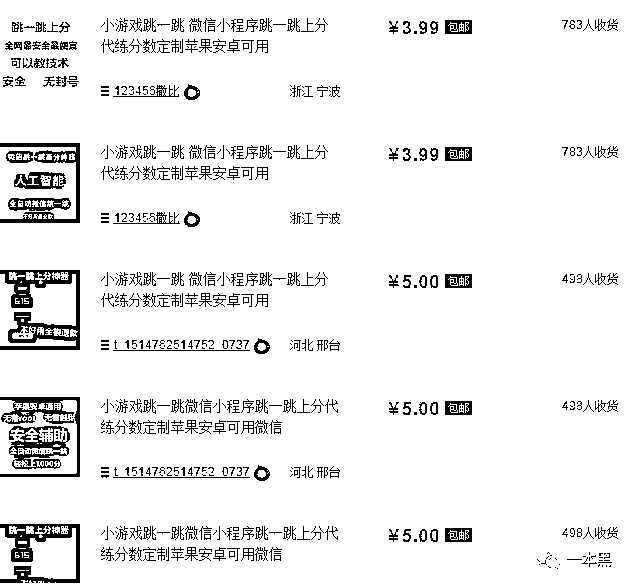 跳一跳上分
全网最安全最便宜
可以教技术
安全 无封号
小游戏跳一跳 微信小程序跳一跳上分
代练分数定制苹果安卓可用
¥3.99 包邮
783人收货
123456撒比
浙江 宁波
人工智能
小游戏跳一跳 微信小程序跳一跳上分
代练分数定制苹果安卓可用
¥3.99 包邮
783人收货
123456撒比
浙江 宁波
跳一跳上分神器
615
小游戏跳一跳 微信小程序跳一跳上分
代练分数定制苹果安卓可用
¥5.00 包邮
498人收货
t_1514782514752_0737
河北 邢台
安全辅助
小游戏跳一跳微信小程序跳一跳上分代
练分数定制苹果安卓可用微信
¥5.00 包邮
498人收货
t_1514782514752_0737
河北 邢台
跳一跳上分神器
615
小游戏跳一跳微信小程序跳一跳上分代
练分数定制苹果安卓可用微信
¥5.00 包邮
498人收货
一本黑